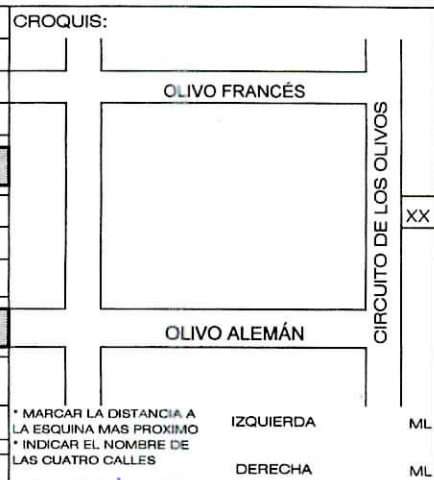 CROQUIS:
OLIVO FRANCÉS
CIRCUITO DE LOS OLIVOS
XX
OLIVO ALEMÁN
* MARCAR LA DISTANCIA A
LA ESQUINA MAS PROXIMO
* INDICAR EL NOMBRE DE
LAS CUATRO CALLES
IZQUIERDA ML
DERECHA ML